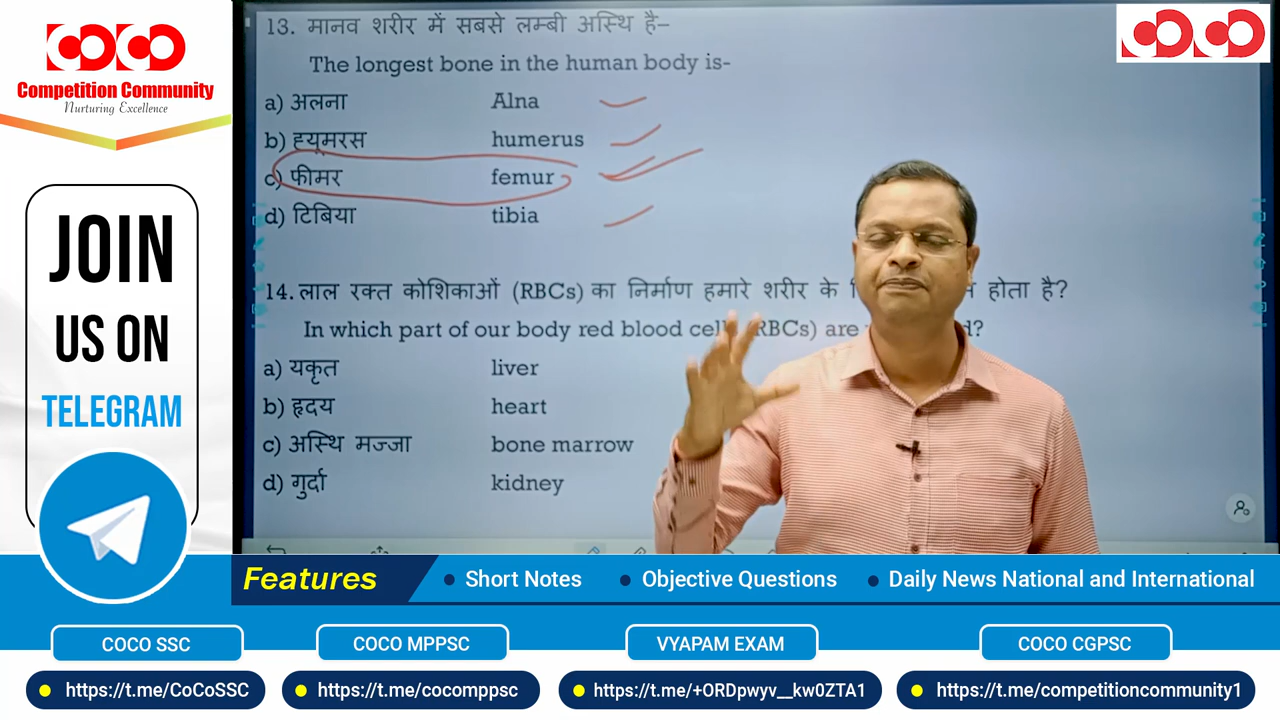 COCO
Competition Community
Nurturing Excellence
JOIN
US ON
TELEGRAM
COCO
13. मानव शरीर में सबसे लम्बी अस्थि है–
The longest bone in the human body is-
a) अलना Alna
b) ह्यूमरस humerus
c) फीमर femur
d) टिबिया tibia
14. लाल रक्त कोशिकाओं (RBCs) का निर्माण हमारे शरीर के होता है?
In which part of our body red blood cell (RBCs) are
a) यकृत liver
b) हृदय heart
c) अस्थि मज्जा bone marrow
d) गुर्दा kidney
Features • Short Notes • Objective Questions • Daily News National and International
COCO SSC COCO MPPSC VYAPAM EXAM COCO CGPSC
https://t.me/CoCoSSC https://t.me/cocomppsc https://t.me/+ORDpwyv__kw0ZTA1 https://t.me/competitioncommunity1